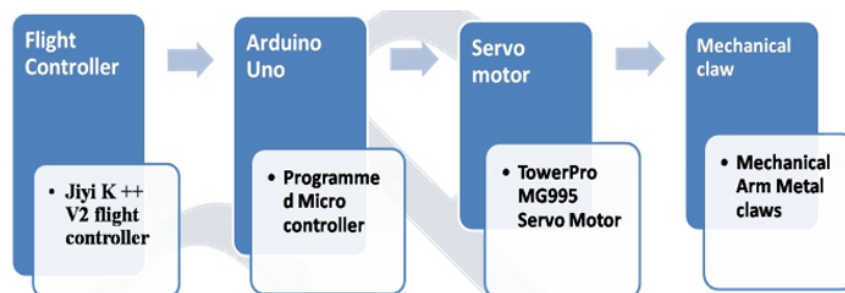 Flight
Controller
• Jiyi K ++
V2 flight
controller
Arduino
Uno
• Programme
d Micro
controller
Servo
motor
• TowerPro
MG995
Servo Motor
Mechanical
claw
• Mechanical
Arm Metal
claws